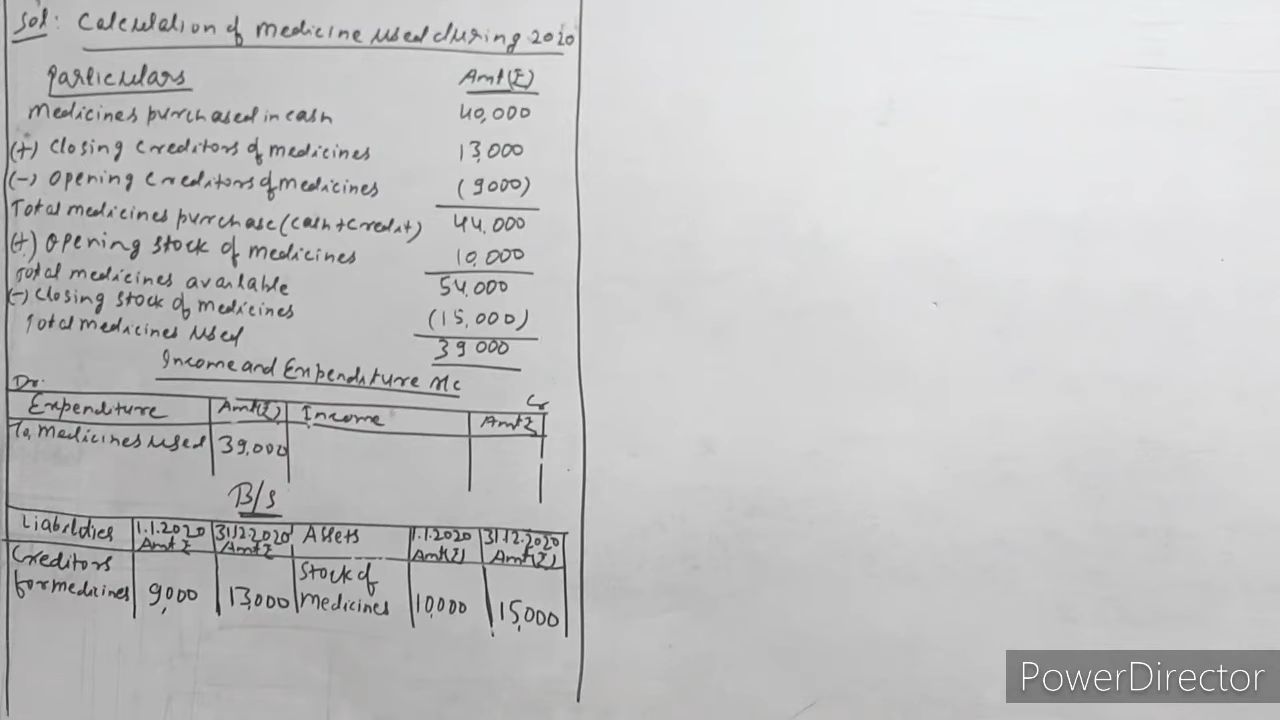 Sol: Calculation of medicine used during 2020
Particulars Amt(₹)
Medicines purchased in cash 40,000
(+) Closing creditors of medicines 13,000
(-) Opening creditors of medicines (9000)
Total medicines purchase (cash+credit) 44,000
(+) Opening stock of medicines 10,000
Total medicines available 54,000
(-) Closing stock of medicines (15,000)
Total medicines used 39000
Income and Expenditure A/c
Dr. Cr
Expenditure Amt(₹) Income Amt ₹
To, Medicines used 39,000
B/S
Liabilities 1.1.2020 Amt ₹ 31.12.2020 Amt ₹ Assets 1.1.2020 Amt(₹) 31.12.2020 Amt(₹)
Creditors for medicines 9,000 13,000 Stock of medicines 10,000 15,000
PowerDirector